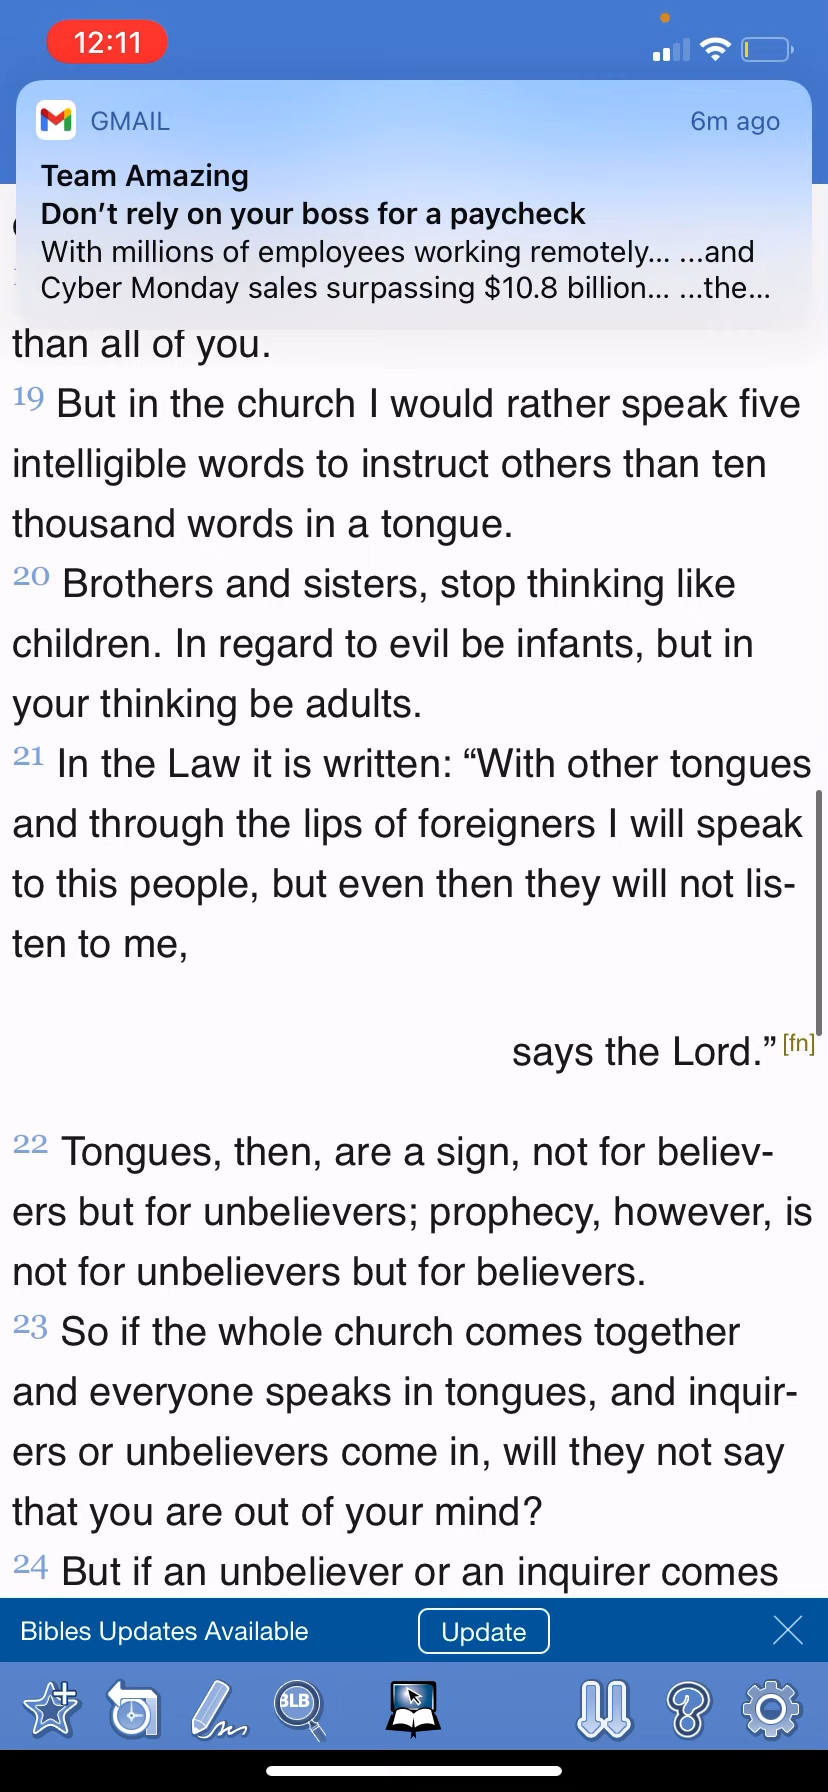 12:11
GMAIL 6m ago
Team Amazing
Don’t rely on your boss for a paycheck
With millions of employees working remotely... ...and
Cyber Monday sales surpassing $10.8 billion... ...the...
than all of you.
19 But in the church I would rather speak five
intelligible words to instruct others than ten
thousand words in a tongue.
20 Brothers and sisters, stop thinking like
children. In regard to evil be infants, but in
your thinking be adults.
21 In the Law it is written: “With other tongues
and through the lips of foreigners I will speak
to this people, but even then they will not lis-
ten to me,
says the Lord.” [fn]
22 Tongues, then, are a sign, not for believ-
ers but for unbelievers; prophecy, however, is
not for unbelievers but for believers.
23 So if the whole church comes together
and everyone speaks in tongues, and inquir-
ers or unbelievers come in, will they not say
that you are out of your mind?
24 But if an unbeliever or an inquirer comes
Bibles Updates Available Update
BLB